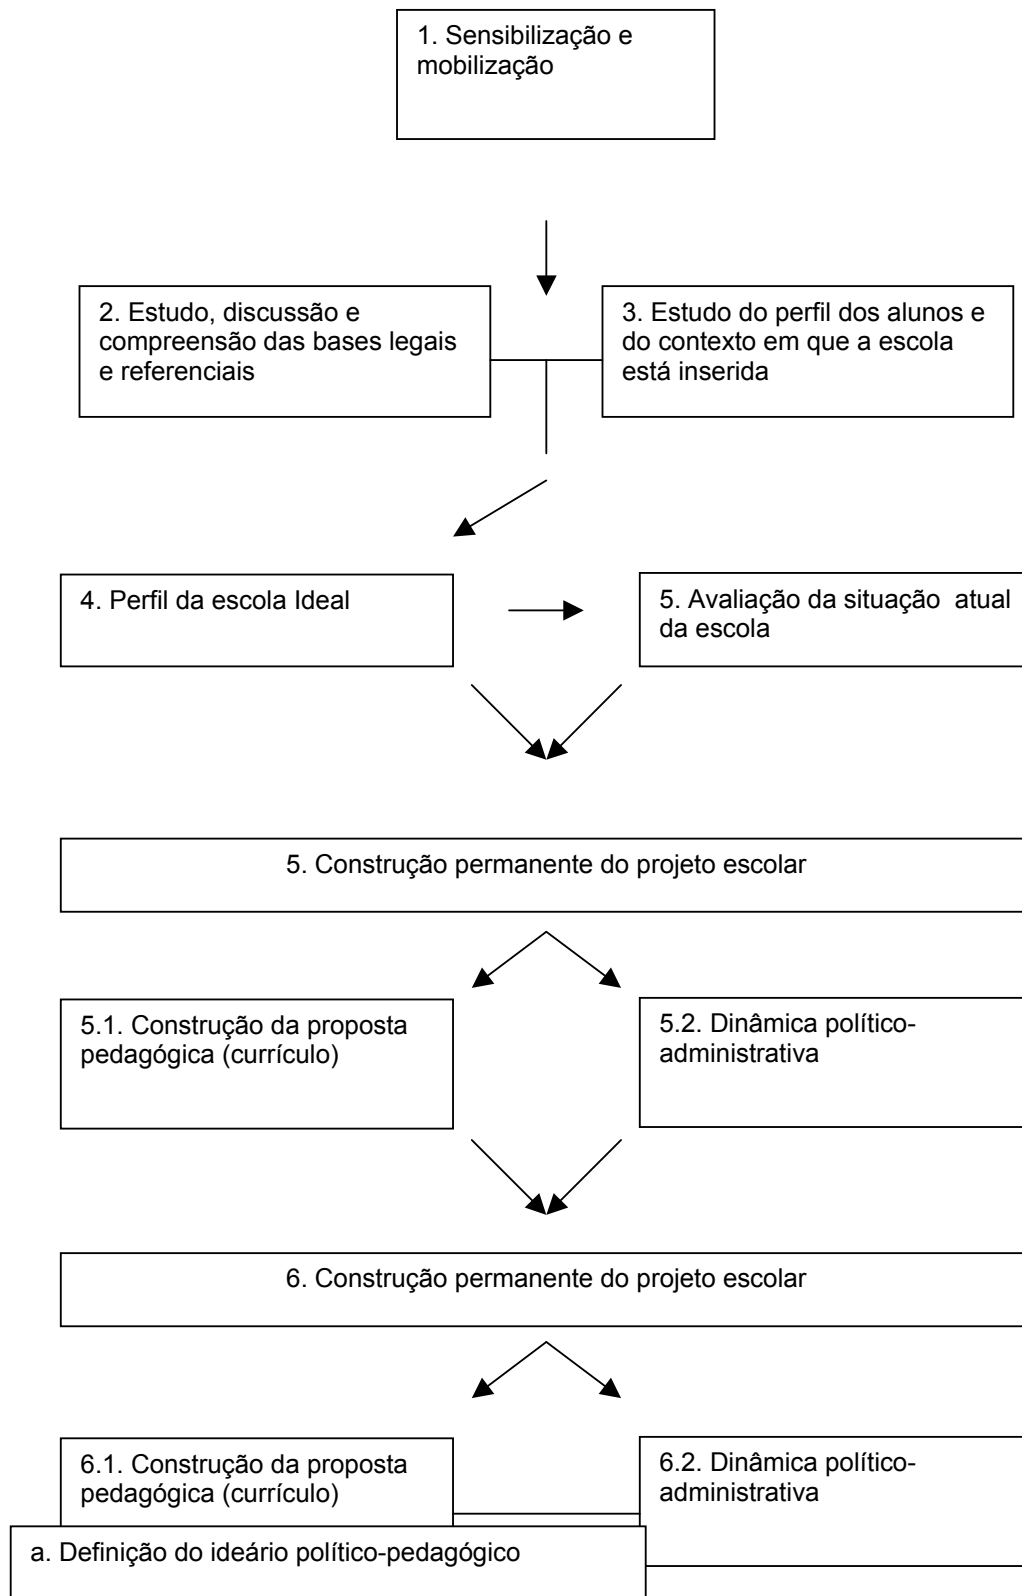 1. Sensibilização e
mobilização
2. Estudo, discussão e
compreensão das bases legais
e referenciais
3. Estudo do perfil dos alunos e
do contexto em que a escola
está inserida
4. Perfil da escola Ideal
5. Avaliação da situação  atual
da escola
5. Construção permanente do projeto escolar
5.1. Construção da proposta
pedagógica (currículo)
5.2. Dinâmica político-
administrativa
6. Construção permanente do projeto escolar
6.1. Construção da proposta
pedagógica (currículo)
6.2. Dinâmica político-
administrativa
a. Definição do ideário político-pedagógico